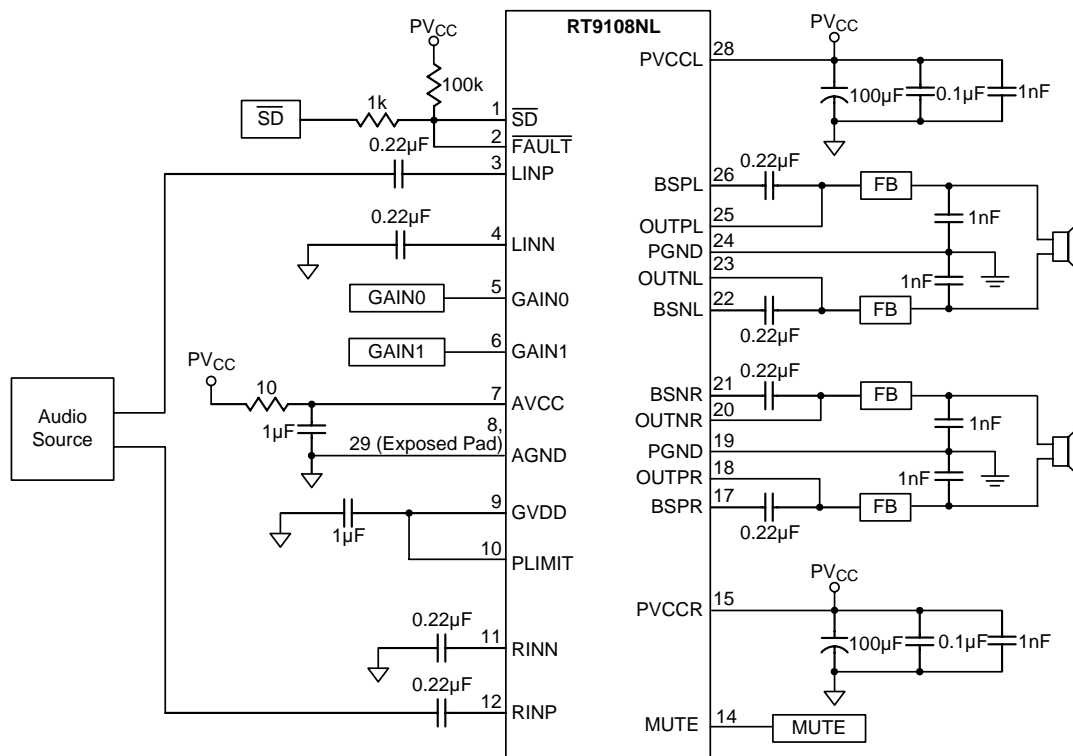 RT9108NL
PVCC
100k
1k
SD
1
SD
2
FAULT
0.22µF
3
LINP
0.22µF
4
LINN
GAIN0
5
GAIN0
GAIN1
6
GAIN1
PVCC
10
7
AVCC
1µF
8,
29 (Exposed Pad)
AGND
Audio
Source
9
GVDD
1µF
10
PLIMIT
0.22µF
11
RINN
0.22µF
12
RINP
PVCC
PVCCL
28
100µF
0.1µF
1nF
0.22µF
BSPL
26
FB
OUTPL
25
1nF
PGND
24
OUTNL
23
1nF
BSNL
22
FB
0.22µF
0.22µF
BSNR
21
FB
OUTNR
20
1nF
PGND
19
OUTPR
18
1nF
BSPR
17
FB
0.22µF
PVCC
PVCCR
15
100µF
0.1µF
1nF
MUTE
14
MUTE